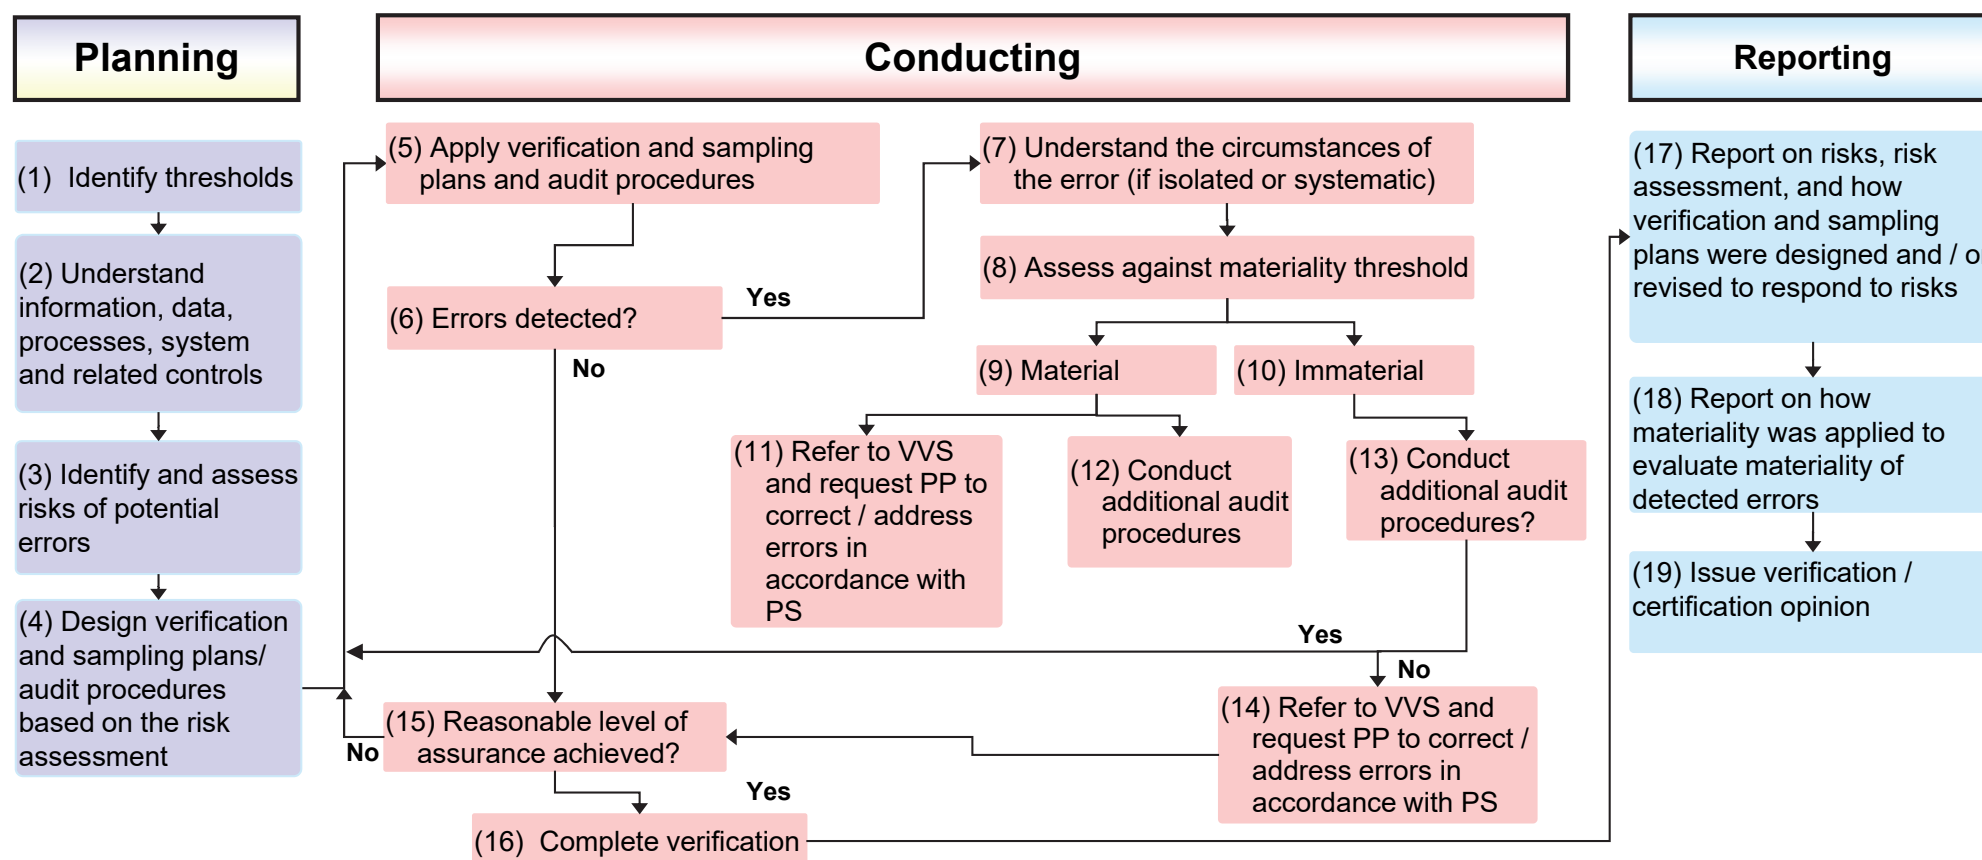 Planning
Conducting
Reporting
(1) Identify thresholds
(2) Understand
information, data,
processes, system
and related controls
(3) Identify and assess
risks of potential
errors
(4) Design verification
and sampling plans/
audit procedures
based on the risk
assessment
(5) Apply verification and sampling
plans and audit procedures
(6) Errors detected?
Yes
No
(7) Understand the circumstances of
the error (if isolated or systematic)
(8) Assess against materiality threshold
(9) Material
(10) Immaterial
(11) Refer to VVS
and request PP to
correct / address
errors in
accordance with
PS
(12) Conduct
additional audit
procedures
(13) Conduct
additional audit
procedures?
Yes
No
(14) Refer to VVS and
request PP to correct /
address errors in
accordance with PS
(15) Reasonable level of
assurance achieved?
No
Yes
(16) Complete verification
(17) Report on risks, risk
assessment, and how
verification and sampling
plans were designed and / o
revised to respond to risks
(18) Report on how
materiality was applied to
evaluate materiality of
detected errors
(19) Issue verification /
certification opinion